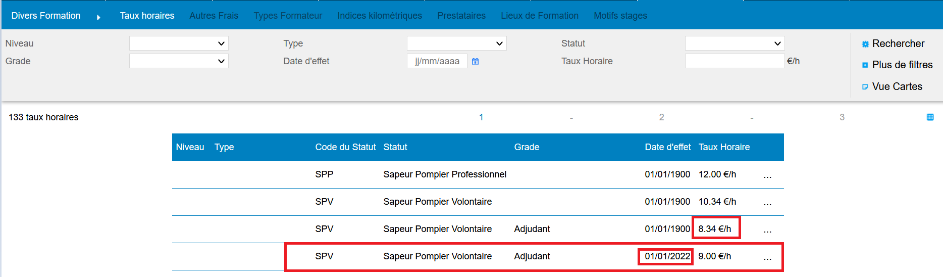 Divers Formation Taux horaires Autres Frais Types Formateur Indices kilométriques Prestataires Lieux de Formation Motifs stages
Niveau Type Statut Rechercher
Grade Date d'effet jj/mm/aaaa Taux Horaire €/h Plus de filtres
Vue Cartes
133 taux horaires 1 - 2 - 3
Niveau Type Code du Statut Statut Grade Date d'effet Taux Horaire
SPP Sapeur Pompier Professionnel 01/01/1900 12.00 €/h ...
SPV Sapeur Pompier Volontaire 01/01/1900 10.34 €/h ...
SPV Sapeur Pompier Volontaire Adjudant 01/01/1900 8.34 €/h ...
SPV Sapeur Pompier Volontaire Adjudant 01/01/2022 9.00 €/h ...